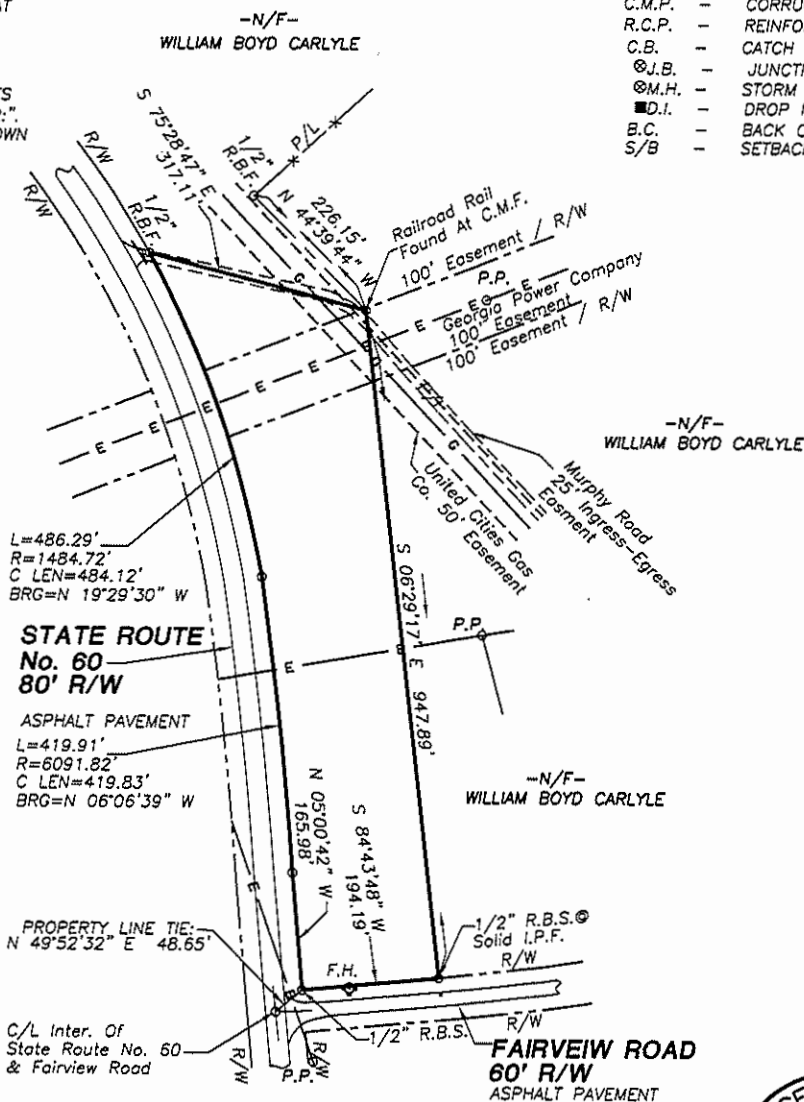 AT
-N/F-
WILLIAM BOYD CARLYLE
C.M.P. -
R.C.P. -
C.B. - CATCH
⊗J.B. -
⊗M.H. - STORM
■D.I. - DROP
B.C. - BACK
S/B -
R/W
R/W
S 75°28'47" E
317.11'
1/2"
R.B.F.
P/L
1/2"
R.B.F.
226.15'
N 44°39'44" W
Railroad Rail
Found At C.M.F.
100' Easement / R/W
P.P.
E
E
E
Georgia Power Company
100' Easement
100' Easement / R/W
E
E
E
E
E
E
G
G
-N/F-
WILLIAM BOYD CARLYLE
Murphy Road
25' Ingress-Egress
Easment
United Cities Gas
Co. 50' Easement
L=486.29'
R=1484.72'
C LEN=484.12'
BRG=N 19°29'30" W
S 06°29'17" E 947.89'
STATE ROUTE
No. 60
80' R/W
P.P.
E
E
ASPHALT PAVEMENT
L=419.91'
R=6091.82'
C LEN=419.83'
BRG=N 06°06'39" W
-N/F-
WILLIAM BOYD CARLYLE
N 05°00'42" W
165.98'
S 84°43'48" W
194.19'
E
PROPERTY LINE TIE:
N 49°52'32" E 48.65'
1/2" R.B.S.@
Solid I.P.F.
R/W
F.H.
C/L Inter. Of
State Route No. 60
& Fairview Road
1/2" R.B.S.
R/W
R/W
R/W
P.P.
FAIRVEIW ROAD
60' R/W
ASPHALT PAVEMENT